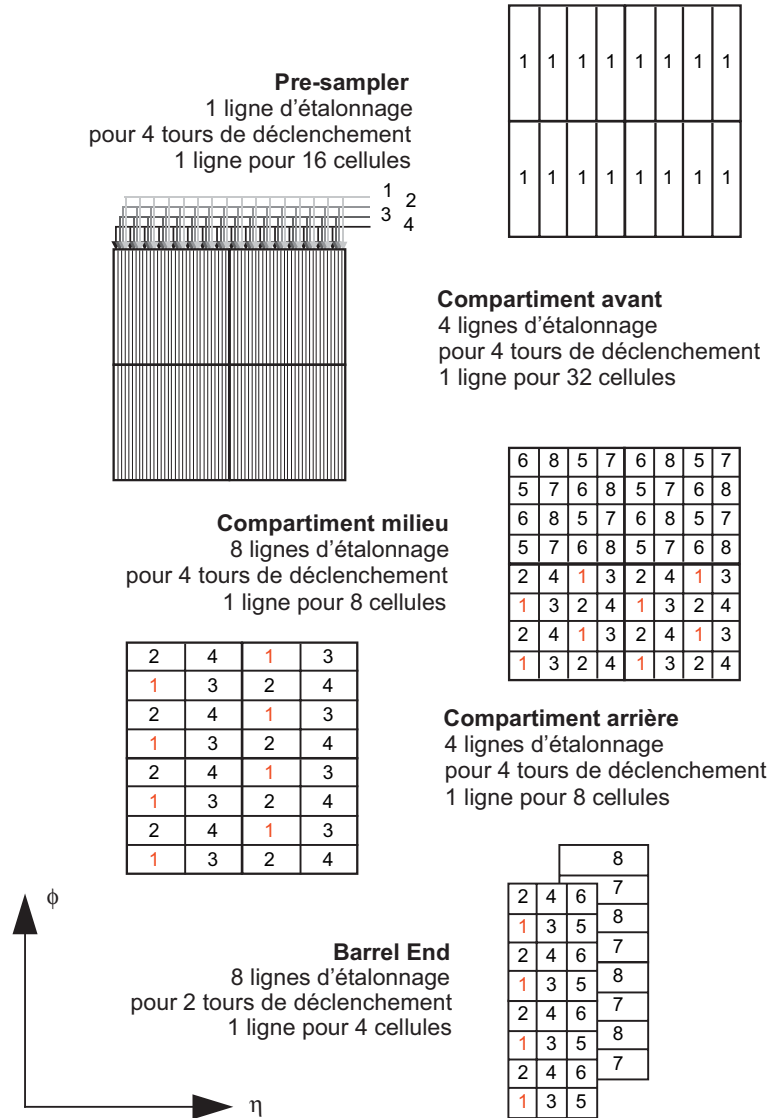 1 1 1 1 1 1 1 1
1 1 1 1 1 1 1 1
Pre-sampler
1 ligne d'étalonnage
pour 4 tours de déclenchement
1 ligne pour 16 cellules
1
2
3
4
Compartiment avant
4 lignes d'étalonnage
pour 4 tours de déclenchement
1 ligne pour 32 cellules
6 8 5 7 6 8 5 7
5 7 6 8 5 7 6 8
6 8 5 7 6 8 5 7
5 7 6 8 5 7 6 8
2 4 1 3 2 4 1 3
1 3 2 4 1 3 2 4
2 4 1 3 2 4 1 3
1 3 2 4 1 3 2 4
Compartiment milieu
8 lignes d'étalonnage
pour 4 tours de déclenchement
1 ligne pour 8 cellules
2 4 1 3
1 3 2 4
2 4 1 3
1 3 2 4
2 4 1 3
1 3 2 4
2 4 1 3
1 3 2 4
Compartiment arrière
4 lignes d'étalonnage
pour 4 tours de déclenchement
1 ligne pour 8 cellules
8
7
8
7
8
7
8
7
2 4 6
1 3 5
2 4 6
1 3 5
2 4 6
1 3 5
2 4 6
1 3 5
Barrel End
8 lignes d'étalonnage
pour 2 tours de déclenchement
1 ligne pour 4 cellules
ϕ
η